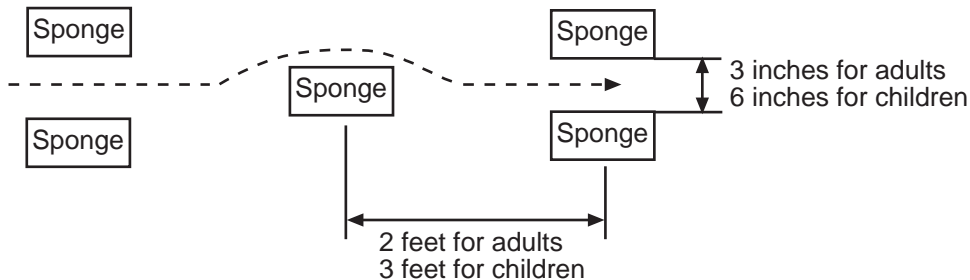 Sponge
Sponge
Sponge
Sponge
Sponge
3 inches for adults
6 inches for children
2 feet for adults
3 feet for children